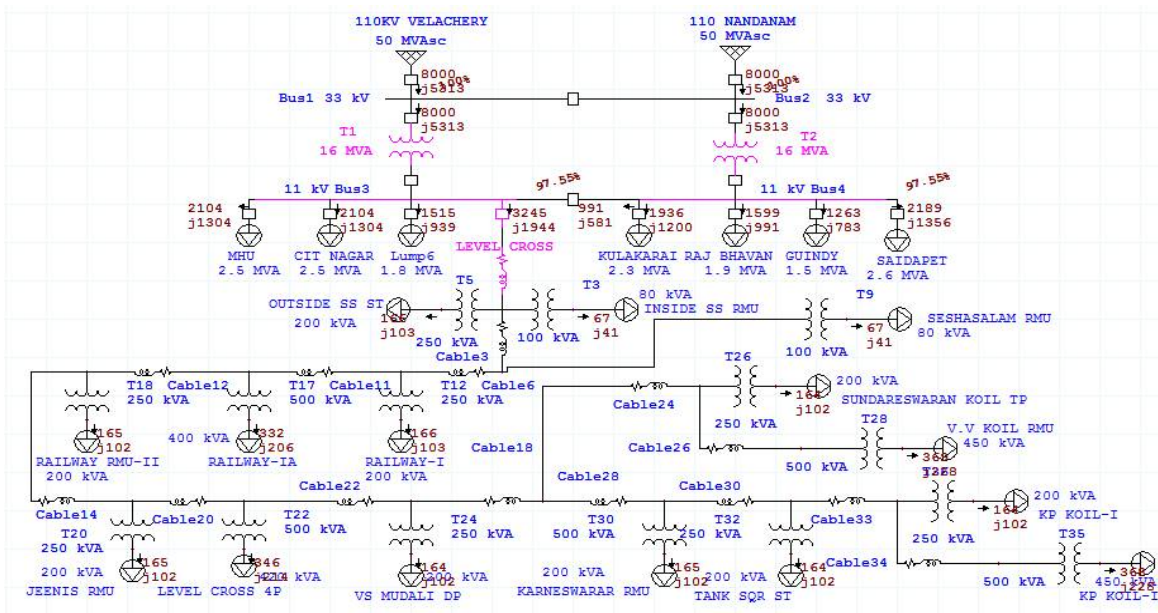 110KV VELACHERY
50 MVAsc
110 NANDANAM
50 MVAsc
8000
j5313
100%
8000
j5313
Bus1 33 kV
Bus2 33 kV
8000
j5313
8000
j5313
T1
16 MVA
T2
16 MVA
97.55%
97.55%
11 kV Bus3
11 kV Bus4
2104
j1304
2104
j1304
1515
j939
3245
j1944
991
j581
1936
j1200
1599
j991
1263
j783
2189
j1356
LEVEL CROSS
MHU
2.5 MVA
CIT NAGAR
2.5 MVA
Lump6
1.8 MVA
KULAKARAI
2.3 MVA
RAJ BHAVAN
1.9 MVA
GUINDY
1.5 MVA
SAIDAPET
2.6 MVA
T5
T3
T9
OUTSIDE SS ST
200 kVA
j103
250 kVA
80 kVA
INSIDE SS RMU
67
j41
100 kVA
SESHASALAM RMU
80 kVA
67
j41
100 kVA
Cable3
T18
250 kVA
Cable12
T17
500 kVA
Cable11
T12
250 kVA
Cable6
T26
200 kVA
SUNDARESWARAN KOIL TP
j102
250 kVA
Cable24
T28
V.V KOIL RMU
450 kVA
500 kVA
Cable26
Cable18
165
j102
RAILWAY RMU-II
200 kVA
400 kVA
332
j206
RAILWAY-IA
166
j103
RAILWAY-I
200 kVA
Cable22
Cable28
Cable30
Cable14
Cable20
Cable33
T20
250 kVA
T22
500 kVA
T24
250 kVA
T30
500 kVA
T32
250 kVA
200 kVA
KP KOIL-I
j102
250 kVA
T35
Cable34
500 kVA
450 kVA
KP KOIL-I
200 kVA
165
j102
JEENIS RMU
346
LEVEL CROSS 4P
164
j102
VS MUDALI DP
200 kVA
165
j102
KARNESWARAR RMU
200 kVA
164
j102
TANK SQR ST